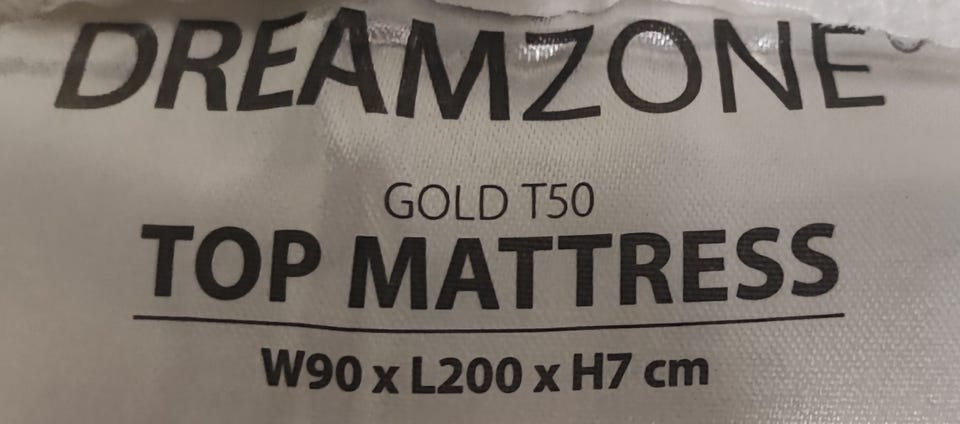 DREAMZONE®
GOLD T50
TOP MATTRESS
W90 x L200 x H7 cm